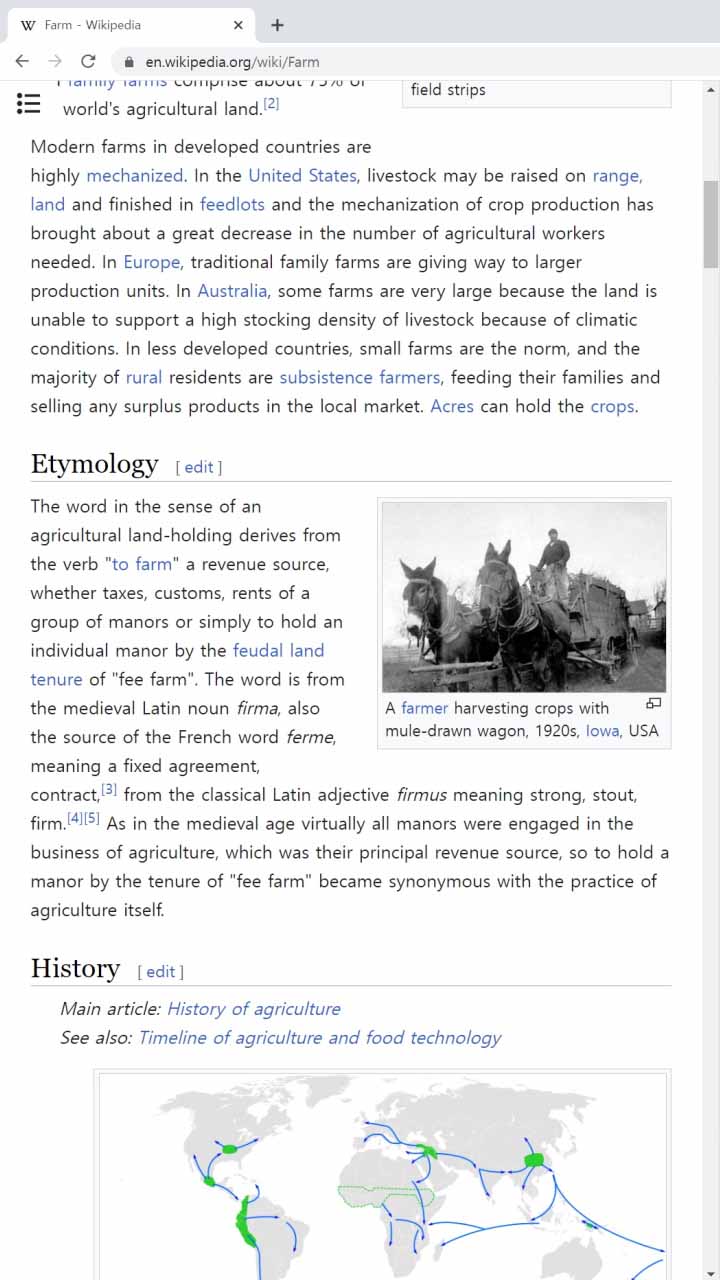 Farm - Wikipedia
en.wikipedia.org/wiki/Farm
family farms comprise about 75% of
world's agricultural land.[2]
field strips
Modern farms in developed countries are
highly mechanized. In the United States, livestock may be raised on range,
land and finished in feedlots and the mechanization of crop production has
brought about a great decrease in the number of agricultural workers
needed. In Europe, traditional family farms are giving way to larger
production units. In Australia, some farms are very large because the land is
unable to support a high stocking density of livestock because of climatic
conditions. In less developed countries, small farms are the norm, and the
majority of rural residents are subsistence farmers, feeding their families and
selling any surplus products in the local market. Acres can hold the crops.
Etymology [ edit ]
The word in the sense of an
agricultural land-holding derives from
the verb "to farm" a revenue source,
whether taxes, customs, rents of a
group of manors or simply to hold an
individual manor by the feudal land
tenure of "fee farm". The word is from
the medieval Latin noun firma, also
the source of the French word ferme,
meaning a fixed agreement,
contract,[3] from the classical Latin adjective firmus meaning strong, stout,
firm.[4][5] As in the medieval age virtually all manors were engaged in the
business of agriculture, which was their principal revenue source, so to hold a
manor by the tenure of "fee farm" became synonymous with the practice of
agriculture itself.
A farmer harvesting crops with
mule-drawn wagon, 1920s, Iowa, USA
History [ edit ]
Main article: History of agriculture
See also: Timeline of agriculture and food technology